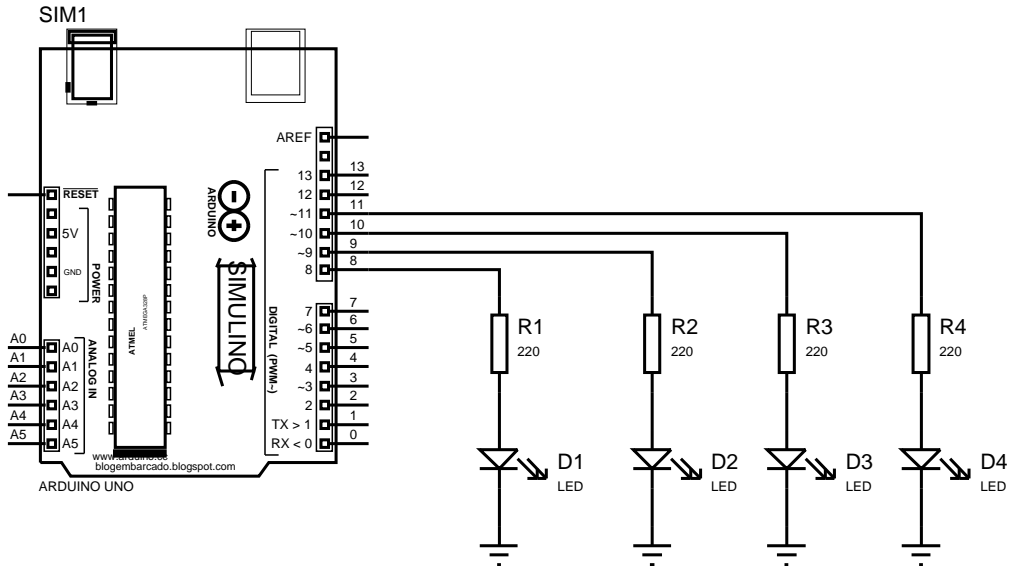 SIM1
AREF
13
13
12
12
~11
11
~10
10
~9
9
8
8
RESET
5V
GND
POWER
ARDUINO
SIMULINO
ATMEL
ATMEGA328P
DIGITAL (PWM~)
7
7
~6
6
~5
5
4
4
~3
3
2
2
TX > 1
1
RX < 0
0
A0
A0
A1
A1
A2
A2
A3
A3
A4
A4
A5
A5
ANALOG IN
www.arduino.cc
blogembarcado.blogspot.com
ARDUINO UNO
R1
220
R2
220
R3
220
R4
220
D1
LED
D2
LED
D3
LED
D4
LED